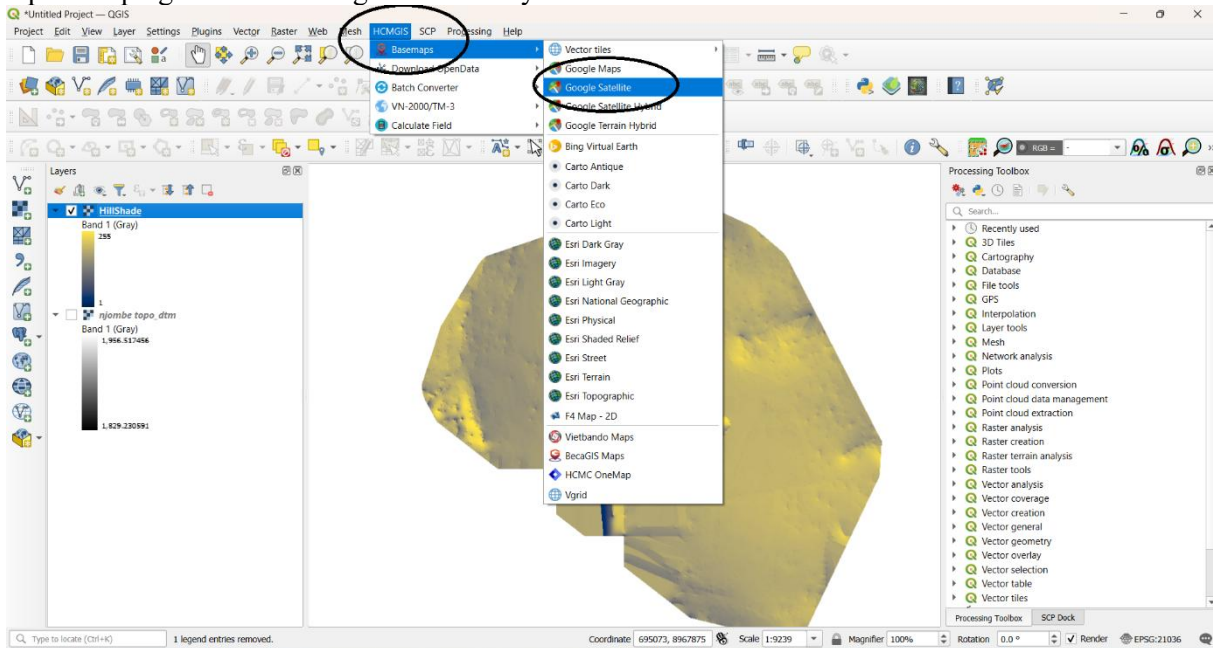 *Untitled Project — QGIS
Project Edit View Layer Settings Plugins Vector Raster Web Mesh HCMGIS SCP Processing Help
Basemaps
Download OpenData
Batch Converter
VN-2000/TM-3
Calculate Field
Vector tiles
Google Maps
Google Satellite
Google Satellite Hybrid
Google Terrain Hybrid
Bing Virtual Earth
Carto Antique
Carto Dark
Carto Eco
Carto Light
Esri Dark Gray
Esri Imagery
Esri Light Gray
Esri National Geographic
Esri Physical
Esri Shaded Relief
Esri Street
Esri Terrain
Esri Topographic
F4 Map - 2D
Vietbando Maps
BecaGIS Maps
HCMC OneMap
Vgrid
RGB = -
Layers
HillShade
Band 1 (Gray)
255
1
njombe topo_dtm
Band 1 (Gray)
1,956.517456
1,829.230591
Processing Toolbox
Search...
Recently used
3D Tiles
Cartography
Database
File tools
GPS
Interpolation
Layer tools
Mesh
Network analysis
Plots
Point cloud conversion
Point cloud data management
Point cloud extraction
Raster analysis
Raster creation
Raster terrain analysis
Raster tools
Vector analysis
Vector coverage
Vector creation
Vector general
Vector geometry
Vector overlay
Vector selection
Vector table
Vector tiles
Processing Toolbox SCP Dock
Type to locate (Ctrl+K) 1 legend entries removed. Coordinate 695073, 8967875 Scale 1:9239 Magnifier 100% Rotation 0.0 ° Render EPSG:21036